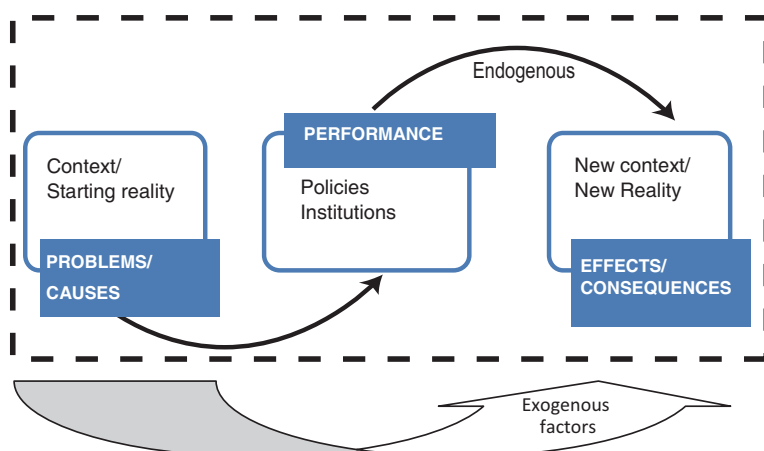 Endogenous
Context/
Starting reality
PROBLEMS/
CAUSES
PERFORMANCE
Policies
Institutions
New context/
New Reality
EFFECTS/
CONSEQUENCES
Exogenous
factors